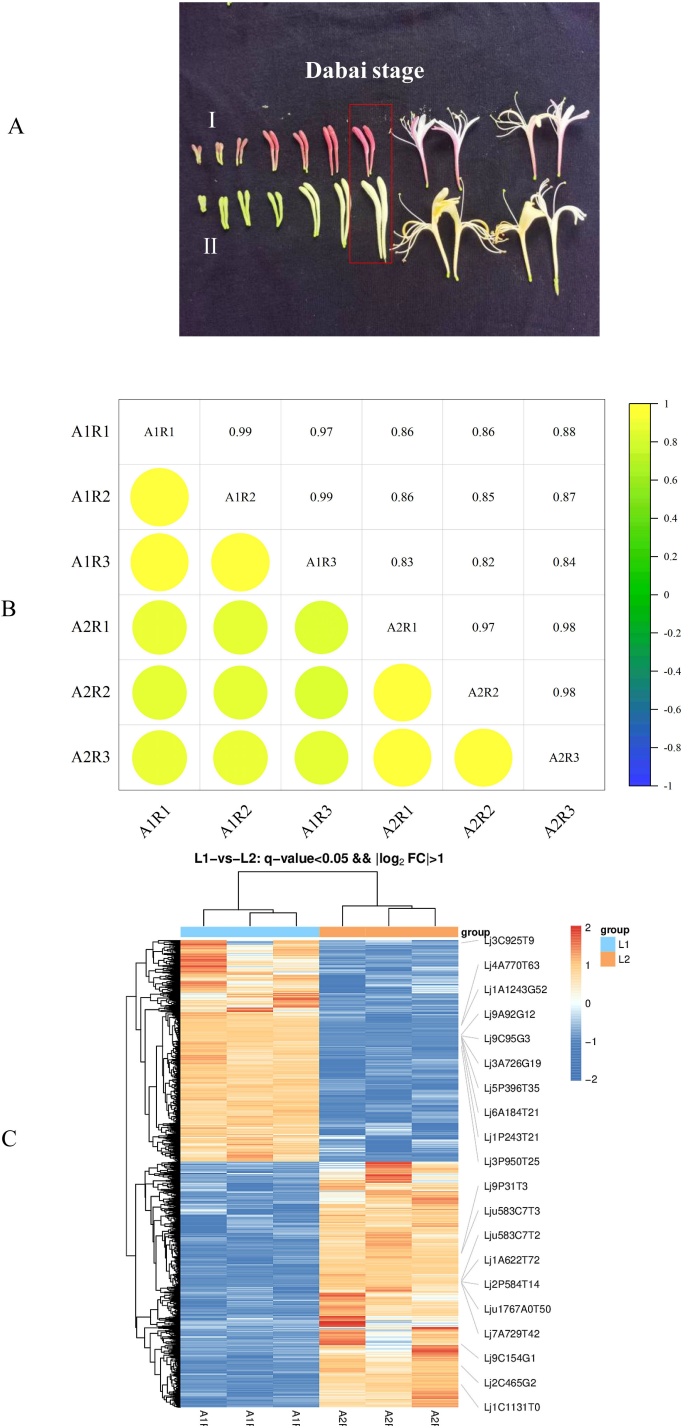 A
Dabai stage
I
II
B
A1R1 A1R1 0.99 0.97 0.86 0.86 0.88
A1R2 A1R2 0.99 0.86 0.85 0.87
A1R3 A1R3 0.83 0.82 0.84
A2R1 A2R1 0.97 0.98
A2R2 A2R2 0.98
A2R3 A2R3
A1R1 A1R2 A1R3 A2R1 A2R2 A2R3
1
0.8
0.6
0.4
0.2
0
-0.2
-0.4
-0.6
-0.8
-1
C
L1-vs-L2: q-value<0.05 && |log2 FC|>1
group
Lj3C925T9
Lj4A770T63
Lj1A1243G52
Lj9A92G12
Lj9C95G3
Lj3A726G19
Lj5P396T35
Lj6A184T21
Lj1P243T21
Lj3P950T25
Lj9P31T3
Lju583C7T3
Lju583C7T2
Lj1A622T72
Lj2P584T14
Lju1767A0T50
Lj7A729T42
Lj9C154G1
Lj2C465G2
Lj1C1131T0
2
1
0
−1
−2
group
L1
L2